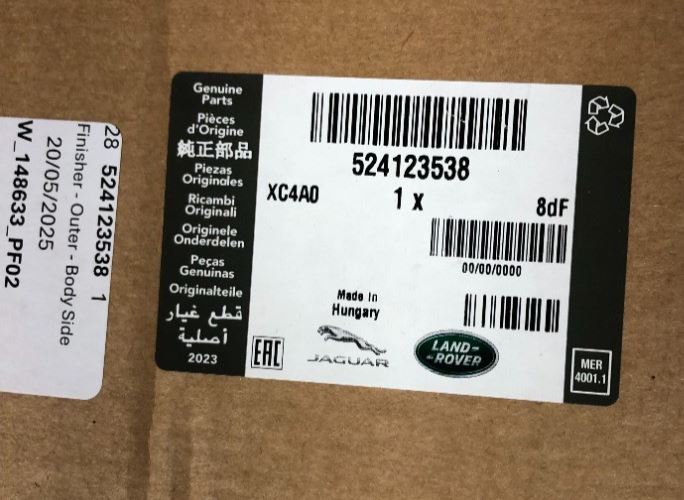 28 524123538 1
Finisher - Outer - Body Side
20/05/2025
W_148633_PF02
Genuine
Parts
Pièces
d'Origine
純正部品
Piezas
Originales
Ricambi
Originali
Originele
Onderdelen
Peças
Genuinas
Originalteile
قطع غيار
أصلية
2023
524123538
XC4A0
1 x
8dF
00/00/0000
Made In
Hungary
EAC
JAGUAR
LAND-
-ROVER
MER
4001.1